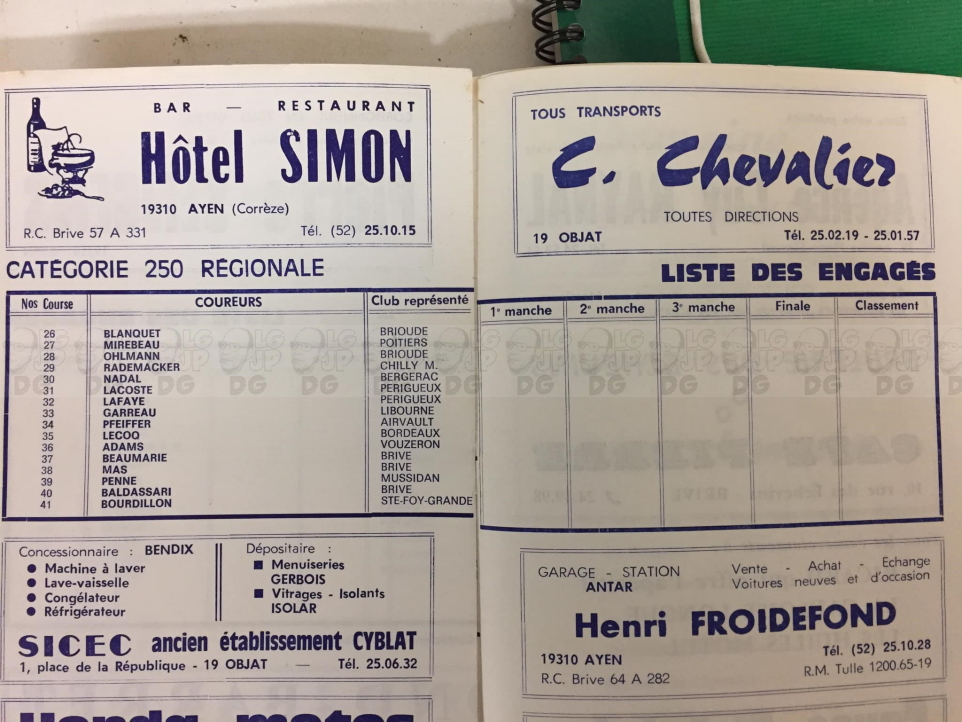 BAR — RESTAURANT
Hôtel SIMON
19310 AYEN (Corrèze)
R.C. Brive 57 A 331 Tél. (52) 25.10.15
CATÉGORIE 250 RÉGIONALE
Nos Course COUREURS Club représenté
26 BLANQUET BRIOUDE
27 MIREBEAU POITIERS
28 OHLMANN BRIOUDE
29 RADEMACKER CHILLY M.
30 NADAL BERGERAC
31 LACOSTE PERIGUEUX
32 LAFAYE PERIGUEUX
33 GARREAU LIBOURNE
34 PFEIFFER AIRVAULT
35 LECOQ BORDEAUX
36 ADAMS VOUZERON
37 BEAUMARIE BRIVE
38 MAS BRIVE
39 PENNE MUSSIDAN
40 BALDASSARI BRIVE
41 BOURDILLON STE-FOY-GRANDE
Concessionnaire : BENDIX
● Machine à laver
● Lave-vaisselle
● Congélateur
● Réfrigérateur
Dépositaire :
■ Menuiseries
GERBOIS
■ Vitrages - Isolants
ISOLAR
SICEC ancien établissement CYBLAT
1, place de la République - 19 OBJAT — Tél. 25.06.32
Honda motos
TOUS TRANSPORTS
C. Chevalier
TOUTES DIRECTIONS
19 OBJAT Tél. 25.02.19 - 25.01.57
LISTE DES ENGAGÉS
1e manche 2e manche 3e manche Finale Classement
GARAGE - STATION
ANTAR
Vente - Achat - Echange
Voitures neuves et d'occasion
Henri FROIDEFOND
19310 AYEN Tél. (52) 25.10.28
R.C. Brive 64 A 282 R.M. Tulle 1200.65-19